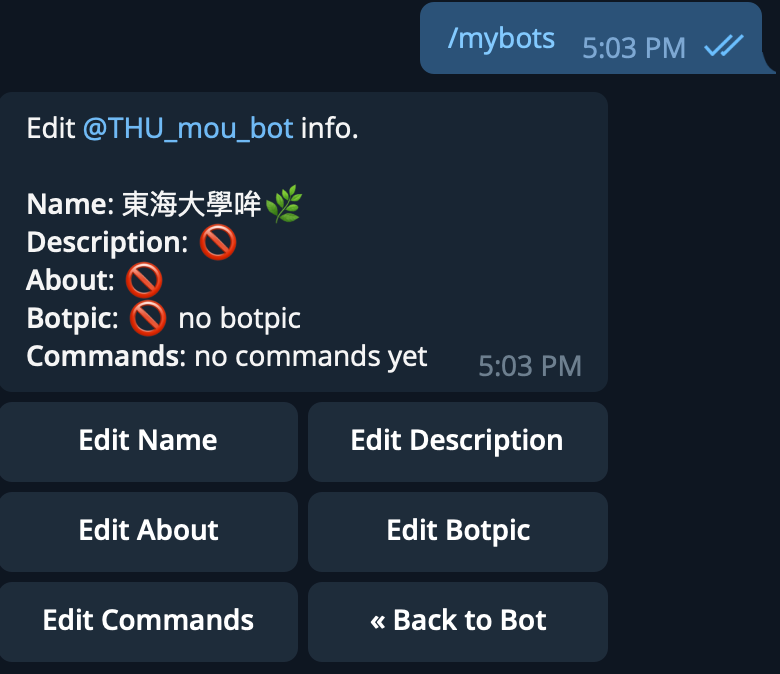 /mybots 5:03 PM
Edit @THU_mou_bot info.
Name: 東海大學哞🌿
Description: 🚫
About: 🚫
Botpic: 🚫 no botpic
Commands: no commands yet 5:03 PM
Edit Name
Edit Description
Edit About
Edit Botpic
Edit Commands
« Back to Bot